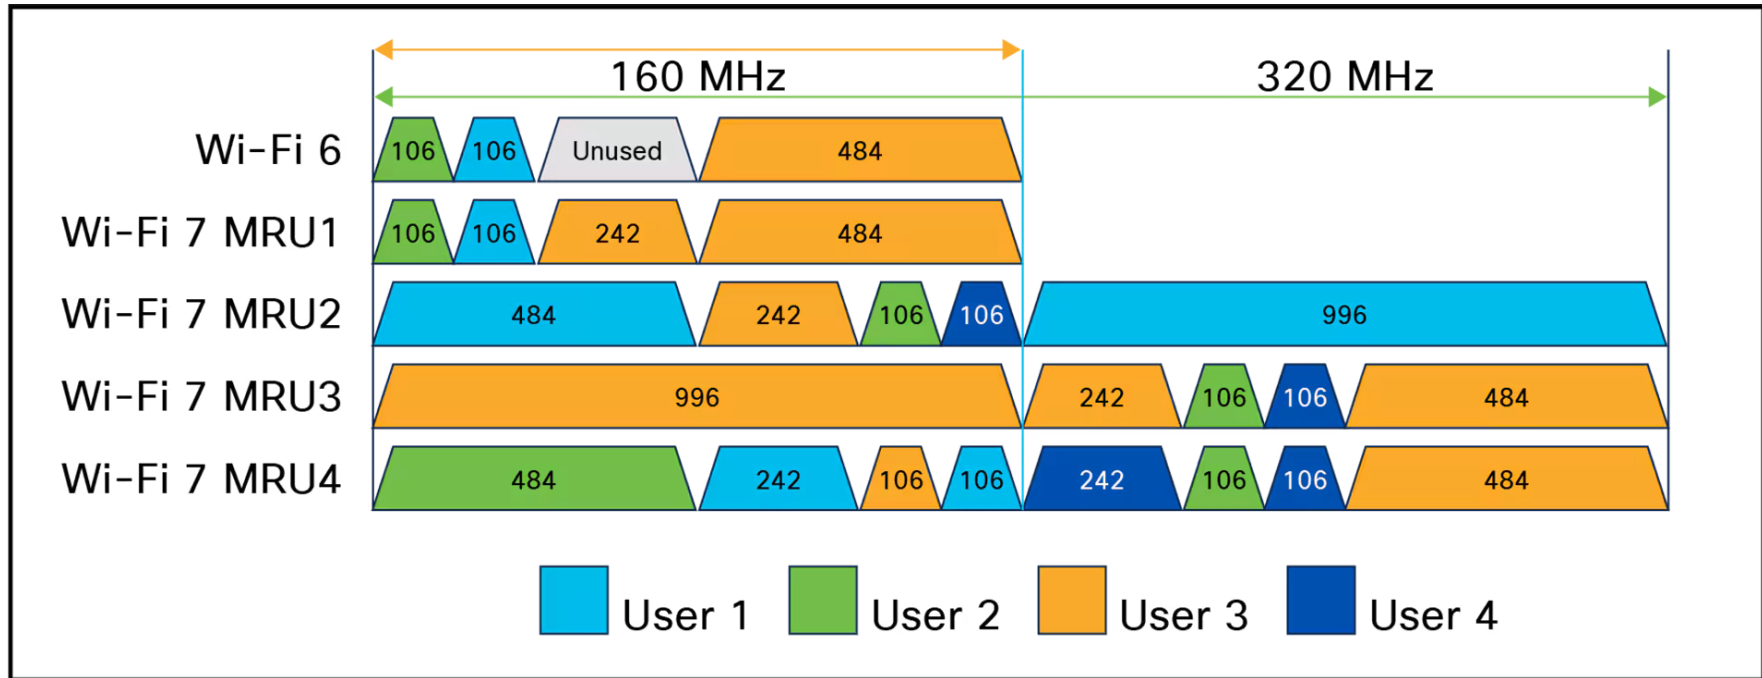 160 MHz 320 MHz
Wi-Fi 6 106 106 Unused 484
Wi-Fi 7 MRU1 106 106 242 484
Wi-Fi 7 MRU2 484 242 106 106 996
Wi-Fi 7 MRU3 996 242 106 106 484
Wi-Fi 7 MRU4 484 242 106 106 242 106 106 484
User 1 User 2 User 3 User 4